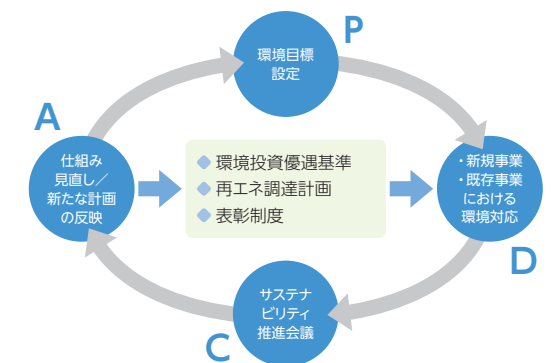 P
環境目標
設定
A
仕組み
見直し／
新たな計画
の反映
◆ 環境投資優遇基準
◆ 再エネ調達計画
◆ 表彰制度
・新規事業
・既存事業
における
環境対応
D
サステナ
ビリティ
推進会議
C